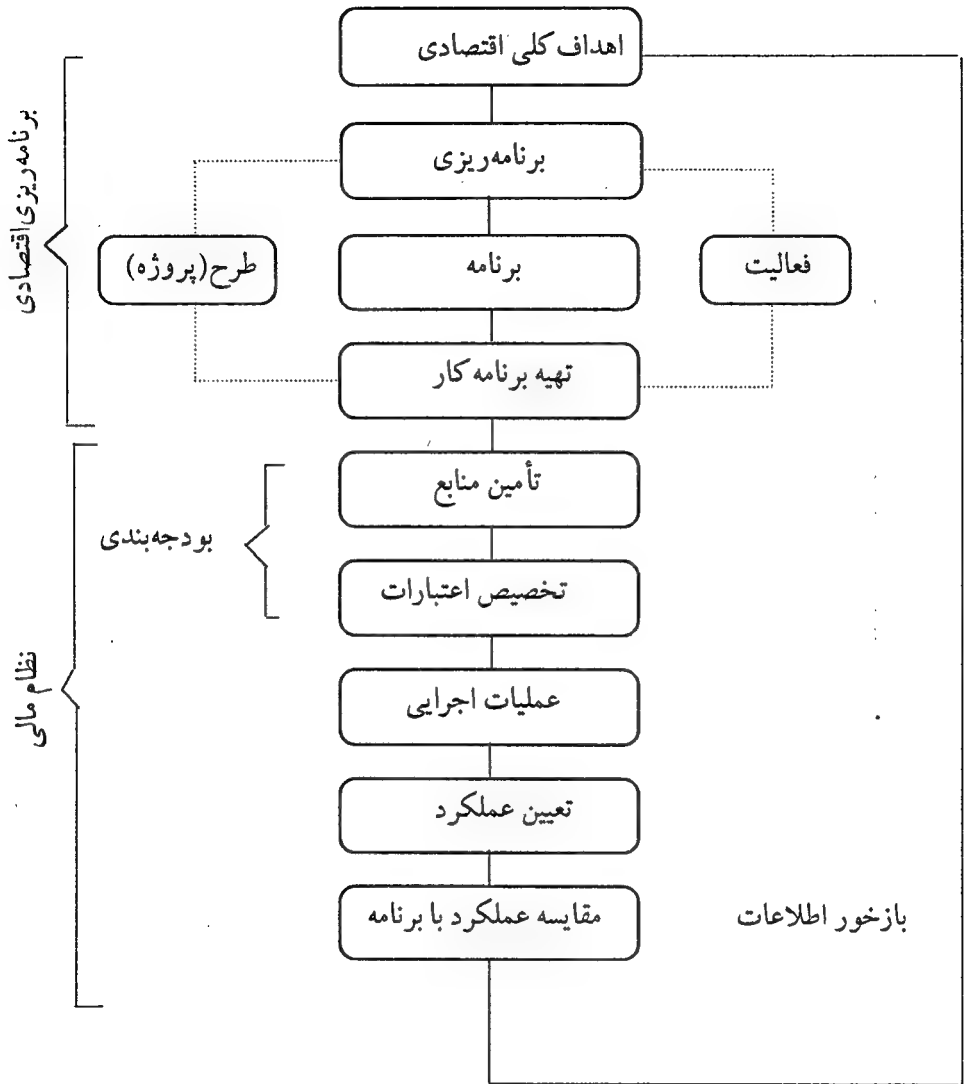 اهداف کلی اقتصادی
برنامه‌ریزی اقتصادی
برنامه‌ریزی
فعالیت
برنامه
طرح (پروژه)
تهیه برنامه کار
تأمین منابع
بودجه‌بندی
تخصیص اعتبارات
نظام مالی
عملیات اجرایی
تعیین عملکرد
بازخور اطلاعات
مقایسه عملکرد با برنامه